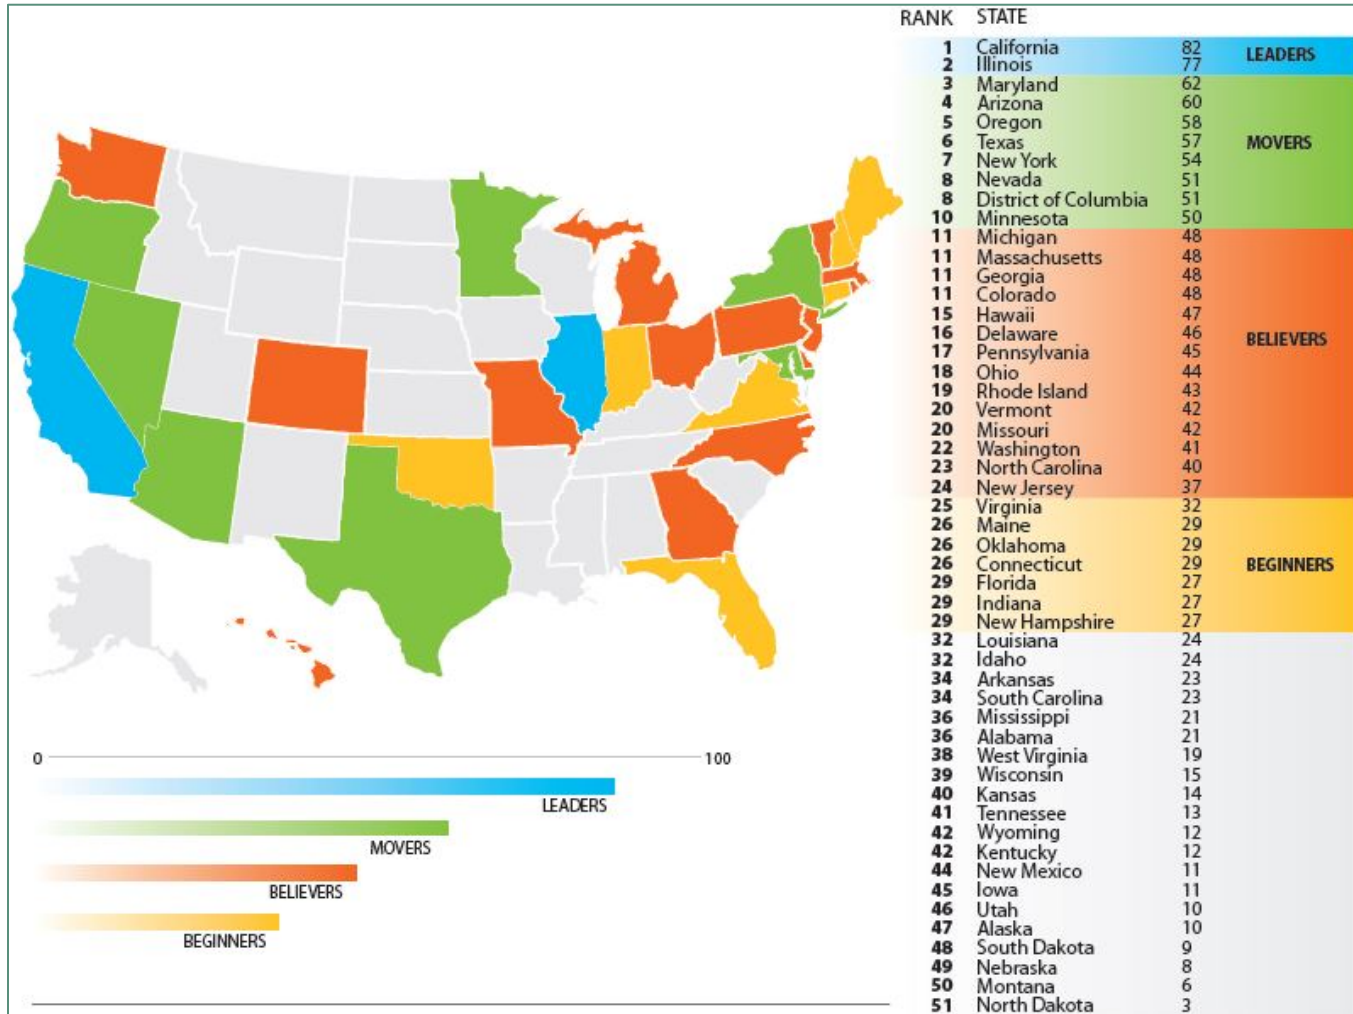 RANK STATE
1 California 82
2 Illinois 77
LEADERS
3 Maryland 62
4 Arizona 60
5 Oregon 58
6 Texas 57
MOVERS
7 New York 54
8 Nevada 51
8 District of Columbia 51
10 Minnesota 50
11 Michigan 48
11 Massachusetts 48
11 Georgia 48
11 Colorado 48
15 Hawaii 47
16 Delaware 46
BELIEVERS
17 Pennsylvania 45
18 Ohio 44
19 Rhode Island 43
20 Vermont 42
20 Missouri 42
22 Washington 41
23 North Carolina 40
24 New Jersey 37
25 Virginia 32
26 Maine 29
26 Oklahoma 29
26 Connecticut 29
BEGINNERS
29 Florida 27
29 Indiana 27
29 New Hampshire 27
32 Louisiana 24
32 Idaho 24
34 Arkansas 23
34 South Carolina 23
36 Mississippi 21
36 Alabama 21
38 West Virginia 19
39 Wisconsin 15
40 Kansas 14
41 Tennessee 13
42 Wyoming 12
42 Kentucky 12
44 New Mexico 11
45 Iowa 11
46 Utah 10
47 Alaska 10
48 South Dakota 9
49 Nebraska 8
50 Montana 6
51 North Dakota 3
0 100
LEADERS
MOVERS
BELIEVERS
BEGINNERS